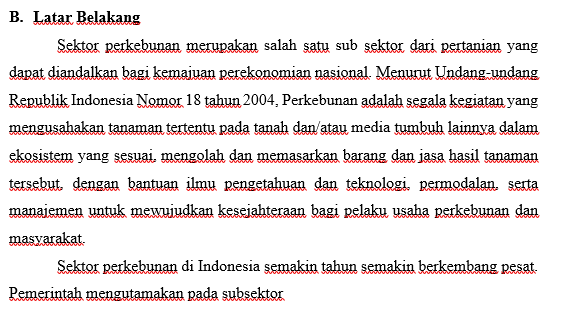 B. Latar Belakang
Sektor perkebunan merupakan salah satu sub sektor dari pertanian yang
dapat diandalkan bagi kemajuan perekonomian nasional. Menurut Undang-undang
Republik Indonesia Nomor 18 tahun 2004, Perkebunan adalah segala kegiatan yang
mengusahakan tanaman tertentu pada tanah dan/atau media tumbuh lainnya dalam
ekosistem yang sesuai, mengolah dan memasarkan barang dan jasa hasil tanaman
tersebut, dengan bantuan ilmu pengetahuan dan teknologi, permodalan, serta
manajemen untuk mewujudkan kesejahteraan bagi pelaku usaha perkebunan dan
masyarakat.
Sektor perkebunan di Indonesia semakin tahun semakin berkembang pesat.
Pemerintah mengutamakan pada subsektor